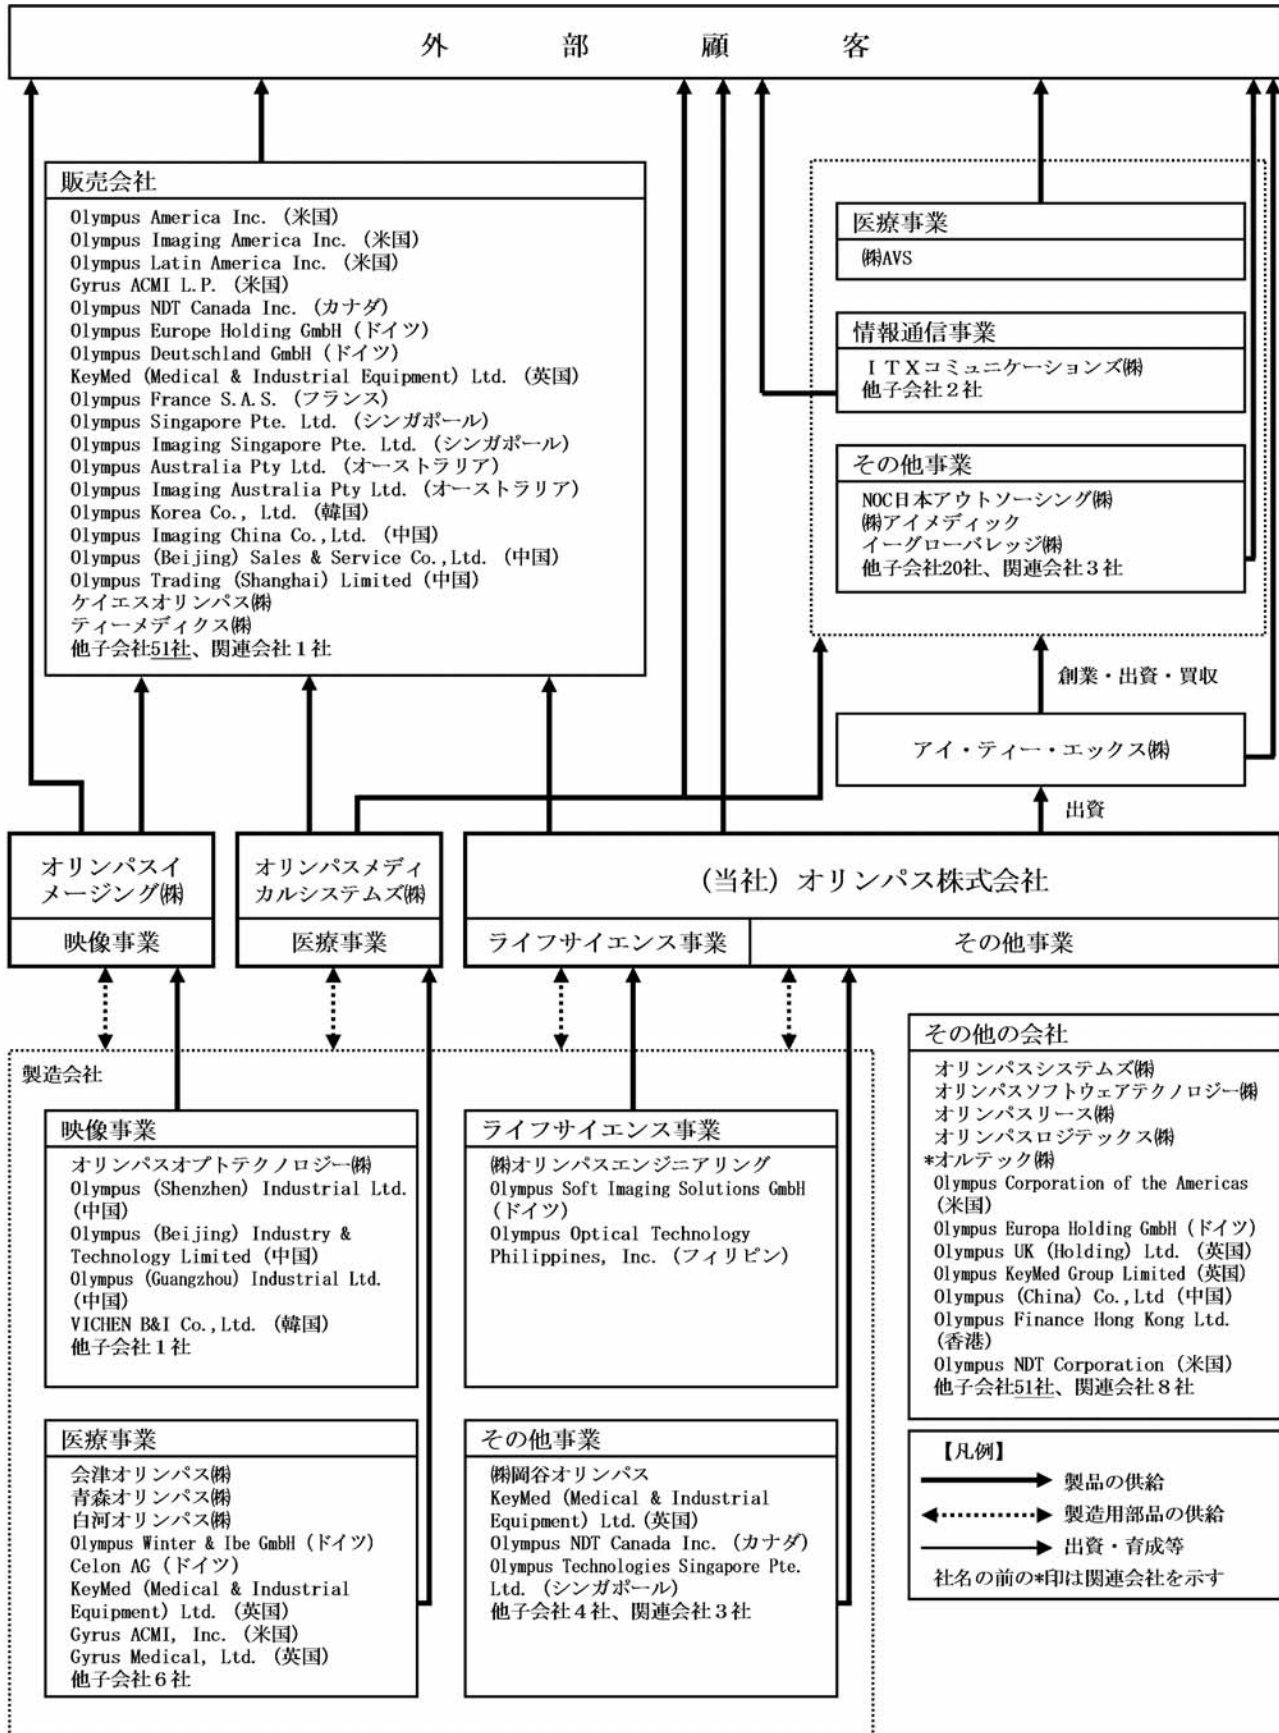 外部顧客
販売会社
Olympus America Inc. (米国)
Olympus Imaging America Inc. (米国)
Olympus Latin America Inc. (米国)
Gyrus ACMI L.P. (米国)
Olympus NDT Canada Inc. (カナダ)
Olympus Europe Holding GmbH (ドイツ)
Olympus Deutschland GmbH (ドイツ)
KeyMed (Medical & Industrial Equipment) Ltd. (英国)
Olympus France S.A.S. (フランス)
Olympus Singapore Pte. Ltd. (シンガポール)
Olympus Imaging Singapore Pte. Ltd. (シンガポール)
Olympus Australia Pty Ltd. (オーストラリア)
Olympus Imaging Australia Pty Ltd. (オーストラリア)
Olympus Korea Co., Ltd. (韓国)
Olympus Imaging China Co.,Ltd. (中国)
Olympus (Beijing) Sales & Service Co.,Ltd. (中国)
Olympus Trading (Shanghai) Limited (中国)
ケイエスオリンパス㈱
ティーメディクス㈱
他子会社51社、関連会社1社
医療事業
㈱AVS
情報通信事業
ＩＴＸコミュニケーションズ㈱
他子会社2社
その他事業
NOC日本アウトソーシング㈱
㈱アイメディック
イーグローバレッジ㈱
他子会社20社、関連会社3社
創業・出資・買収
アイ・ティー・エックス㈱
出資
オリンパスイ
メージング㈱
映像事業
オリンパスメディ
カルシステムズ㈱
医療事業
(当社) オリンパス株式会社
ライフサイエンス事業
その他事業
製造会社
映像事業
オリンパスオプトテクノロジー㈱
Olympus (Shenzhen) Industrial Ltd.
(中国)
Olympus (Beijing) Industry &
Technology Limited (中国)
Olympus (Guangzhou) Industrial Ltd.
(中国)
VICHEN B&I Co.,Ltd. (韓国)
他子会社1社
ライフサイエンス事業
㈱オリンパスエンジニアリング
Olympus Soft Imaging Solutions GmbH
(ドイツ)
Olympus Optical Technology
Philippines, Inc. (フィリピン)
医療事業
会津オリンパス㈱
青森オリンパス㈱
白河オリンパス㈱
Olympus Winter & Ibe GmbH (ドイツ)
Celon AG (ドイツ)
KeyMed (Medical & Industrial
Equipment) Ltd. (英国)
Gyrus ACMI, Inc. (米国)
Gyrus Medical, Ltd. (英国)
他子会社6社
その他事業
㈱岡谷オリンパス
KeyMed (Medical & Industrial
Equipment) Ltd.(英国)
Olympus NDT Canada Inc. (カナダ)
Olympus Technologies Singapore Pte.
Ltd. (シンガポール)
他子会社4社、関連会社3社
その他の会社
オリンパスシステムズ㈱
オリンパスソフトウェアテクノロジー㈱
オリンパスリース㈱
オリンパスロジテックス㈱
*オルテック㈱
Olympus Corporation of the Americas
(米国)
Olympus Europa Holding GmbH (ドイツ)
Olympus UK (Holding) Ltd. (英国)
Olympus KeyMed Group Limited (英国)
Olympus (China) Co.,Ltd (中国)
Olympus Finance Hong Kong Ltd.
(香港)
Olympus NDT Corporation (米国)
他子会社51社、関連会社8社
【凡例】
製品の供給
製造用部品の供給
出資・育成等
社名の前の*印は関連会社を示す